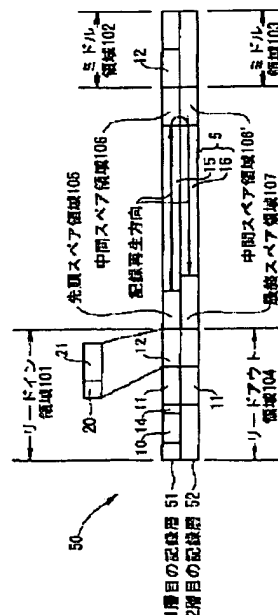 50
リードイン
領域101
20
21
10
14
11
12
先頭スペア領域105
中間スペア領域106
記録再生方向
12
ミドル
領域102
1層目の記録層 51
2層目の記録層 52
11
リードアウト
領域104
15
16
5
最終スペア領域107
中間スペア領域106'
ミドル
領域103